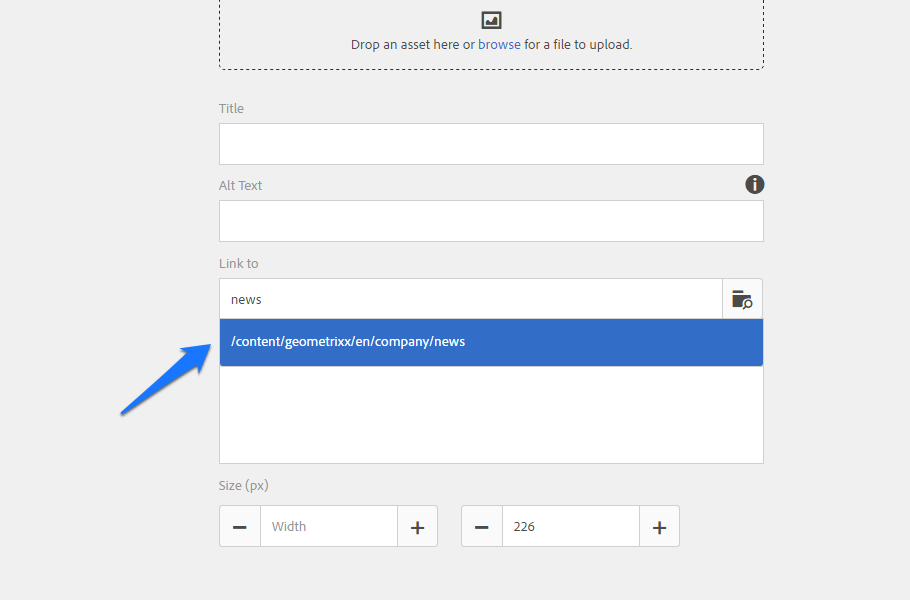 Drop an asset here or browse for a file to upload.
Title
Alt Text
Link to
news
/content/geometrixx/en/company/news
Size (px)
Width
226